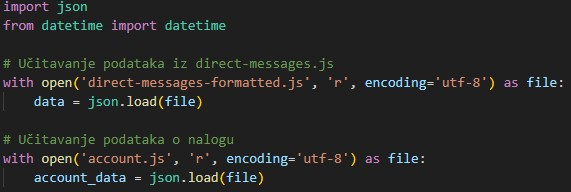 import json
from datetime import datetime

# Učitavanje podataka iz direct-messages.js
with open('direct-messages-formatted.js', 'r', encoding='utf-8') as file:
    data = json.load(file)

# Učitavanje podataka o nalogu
with open('account.js', 'r', encoding='utf-8') as file:
    account_data = json.load(file)